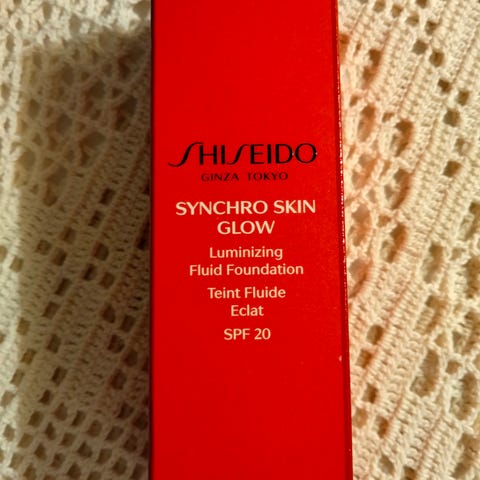 SHISEIDO
GINZA TOKYO
SYNCHRO SKIN
GLOW
Luminizing
Fluid Foundation
Teint Fluide
Eclat
SPF 20